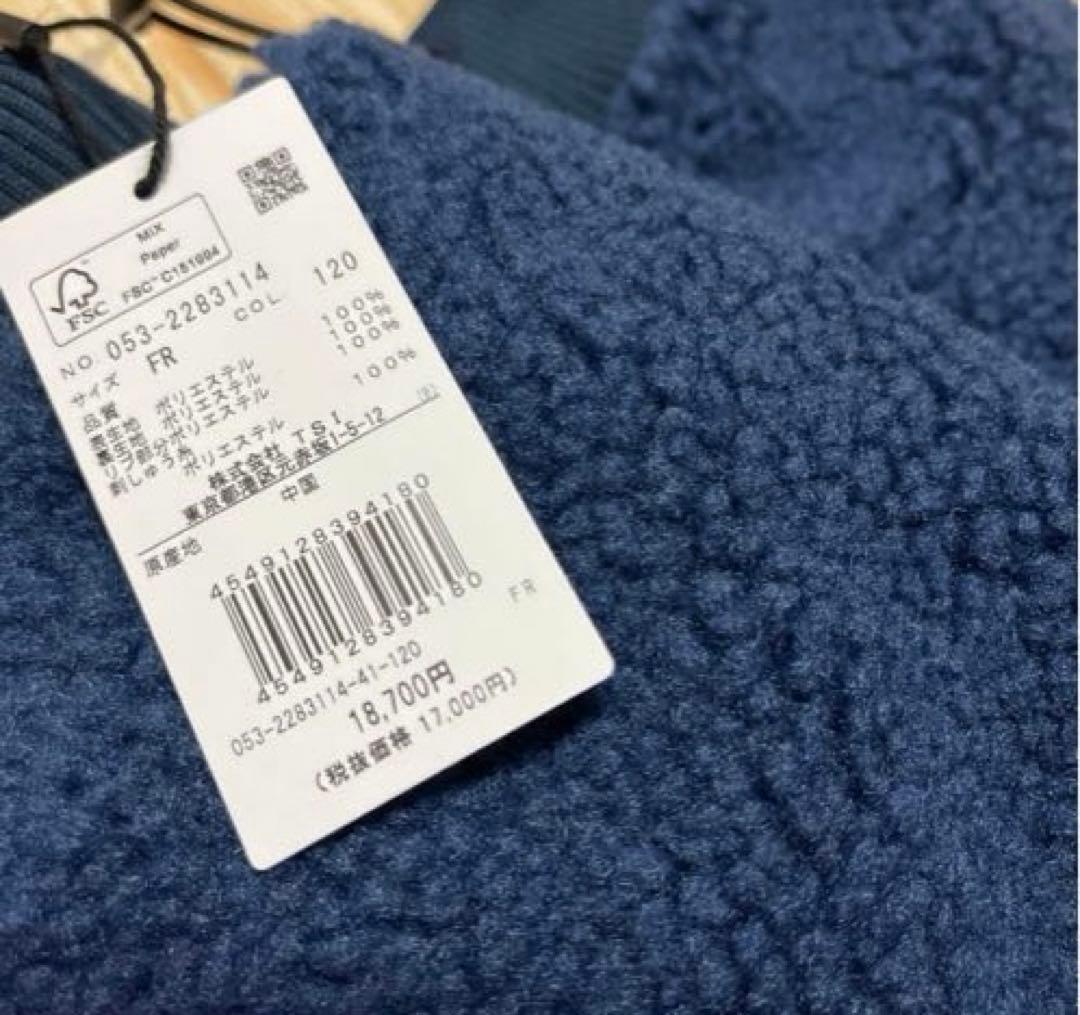 MIX
Paper
FSC™ C151994
FSC
NO. 053-2283114
COL 120
サイズ FR
品質 ポリエステル 100%
裏生地 ポリエステル 100%
リブ部分ポリエステル 100%
刺しゅう糸
ポリエステル 100%
株式会社 TSI
東京都港区元赤坂1-5-12
原産地 中国
4549128394180
4549128394180
053-2283114-41-120 FR
18,700円
(税抜価格 17,000円)